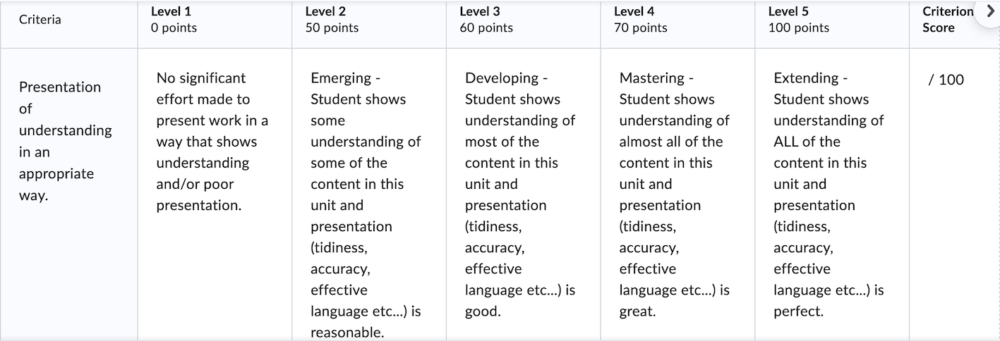 Criteria
Level 1
0 points
Level 2
50 points
Level 3
60 points
Level 4
70 points
Level 5
100 points
Criterion
Score
Presentation
of
understanding
in an
appropriate
way.
No significant
effort made to
present work in a
way that shows
understanding
and/or poor
presentation.
Emerging -
Student shows
some
understanding of
some of the
content in this
unit and
presentation
(tidiness,
accuracy,
effective
language etc...) is
reasonable.
Developing -
Student shows
understanding of
most of the
content in this
unit and
presentation
(tidiness,
accuracy,
effective
language etc...) is
good.
Mastering -
Student shows
understanding of
almost all of the
content in this
unit and
presentation
(tidiness,
accuracy,
effective
language etc...) is
great.
Extending -
Student shows
understanding of
ALL of the
content in this
unit and
presentation
(tidiness,
accuracy,
effective
language etc...) is
perfect.
/ 100